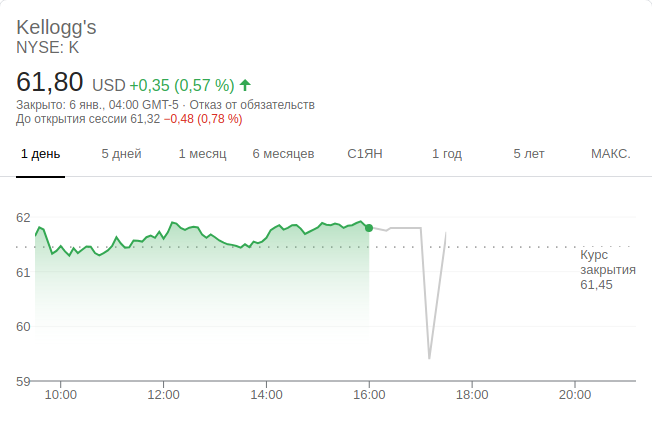 Kellogg's
NYSE: K
61,80 USD +0,35 (0,57 %)
Закрыто: 6 янв., 04:00 GMT-5 · Отказ от обязательств
До открытия сессии 61,32 −0,48 (0,78 %)
1 день 5 дней 1 месяц 6 месяцев С1ЯН 1 год 5 лет МАКС.
62
Курс
закрытия
61,45
61
60
59
10:00 12:00 14:00 16:00 18:00 20:00